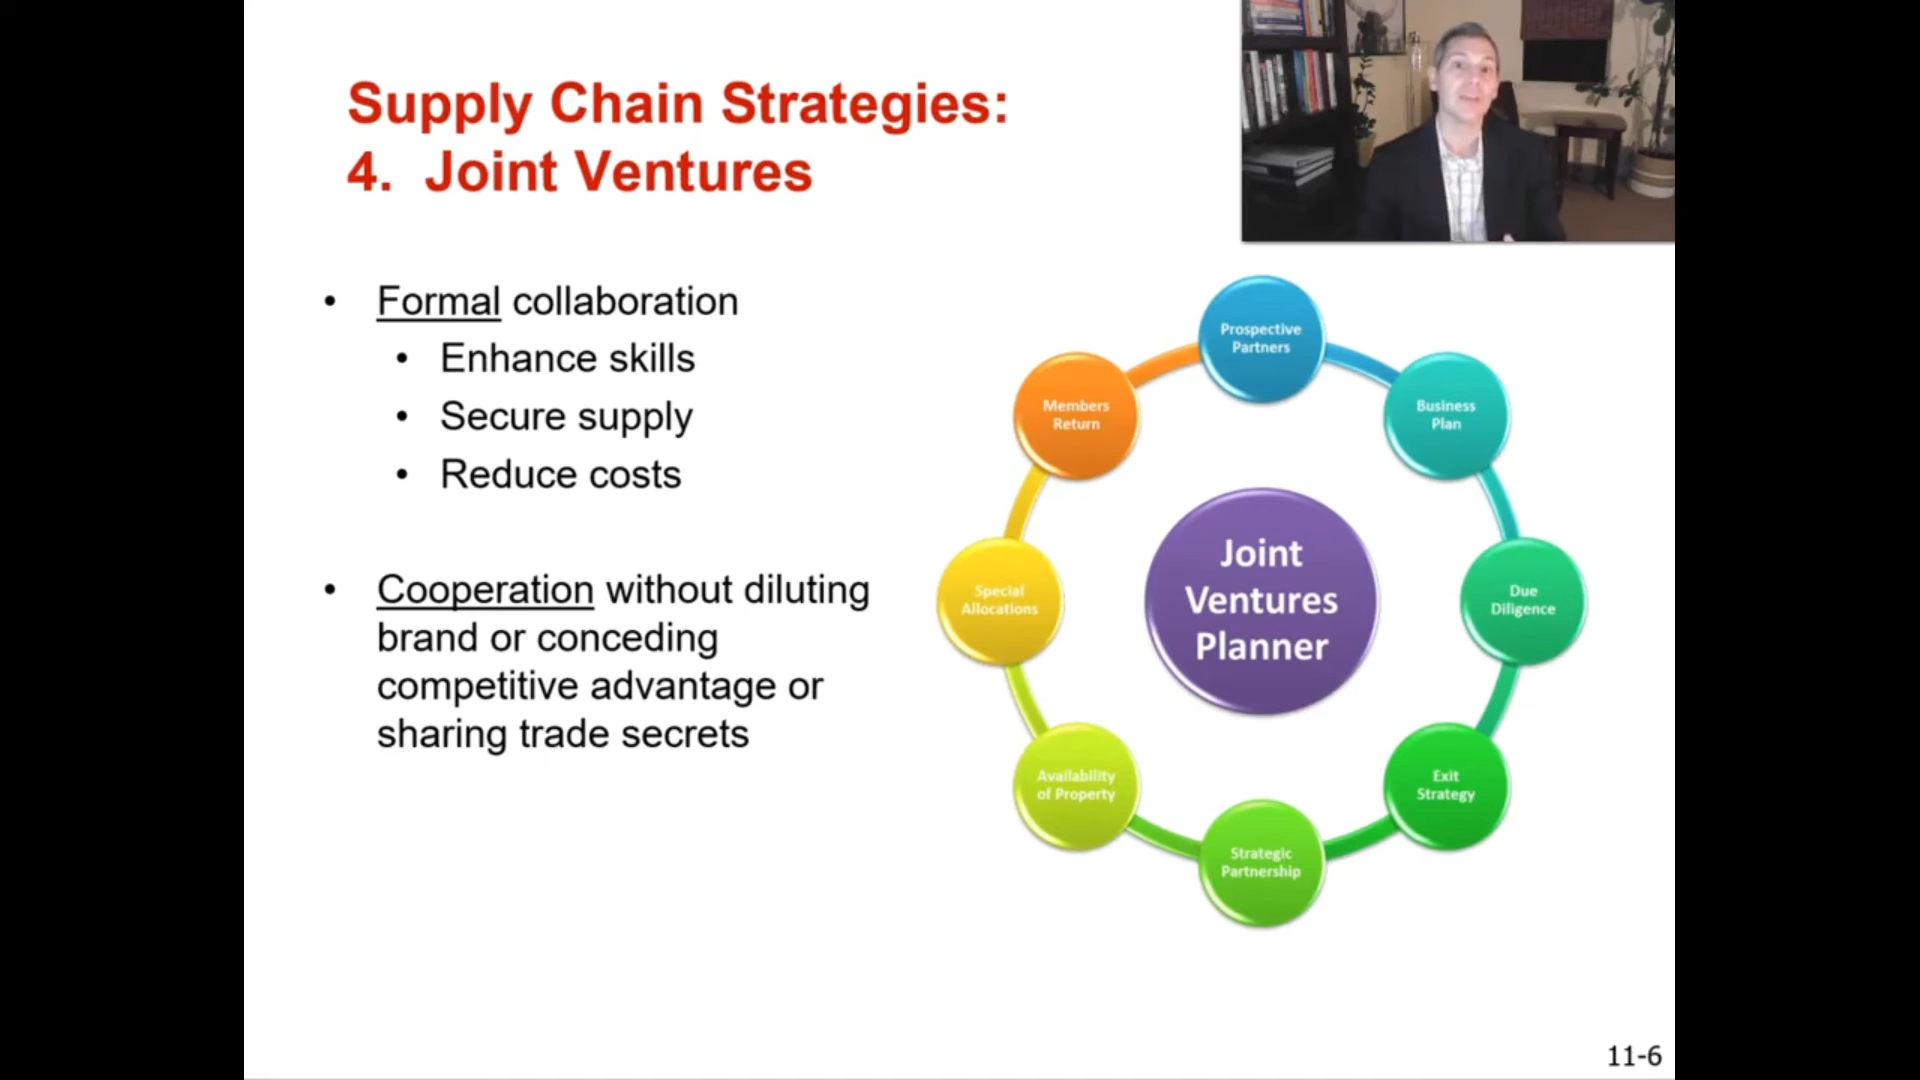 Supply Chain Strategies:
4. Joint Ventures
• Formal collaboration
• Enhance skills
• Secure supply
• Reduce costs
• Cooperation without diluting
brand or conceding
competitive advantage or
sharing trade secrets
Prospective
Partners
Business
Plan
Due
Diligence
Exit
Strategy
Strategic
Partnership
Availability
of Property
Special
Allocations
Members
Return
Joint
Ventures
Planner
11-6